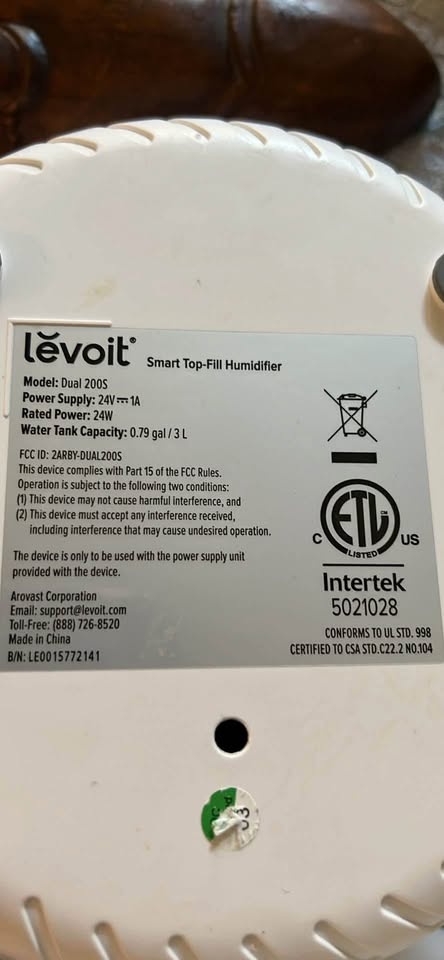 lěvoit® Smart Top-Fill Humidifier
Model: Dual 200S
Power Supply: 24V⎓1A
Rated Power: 24W
Water Tank Capacity: 0.79 gal / 3 L
FCC ID: 2ARBY-DUAL200S
This device complies with Part 15 of the FCC Rules.
Operation is subject to the following two conditions:
(1) This device may not cause harmful interference, and
(2) This device must accept any interference received,
including interference that may cause undesired operation.
The device is only to be used with the power supply unit
provided with the device.
Arovast Corporation
Email: support@levoit.com
Toll-Free: (888) 726-8520
Made in China
B/N: LE0015772141
ETL CM
C US
LISTED
Intertek
5021028
CONFORMS TO UL STD. 998
CERTIFIED TO CSA STD.C22.2 NO.104
03